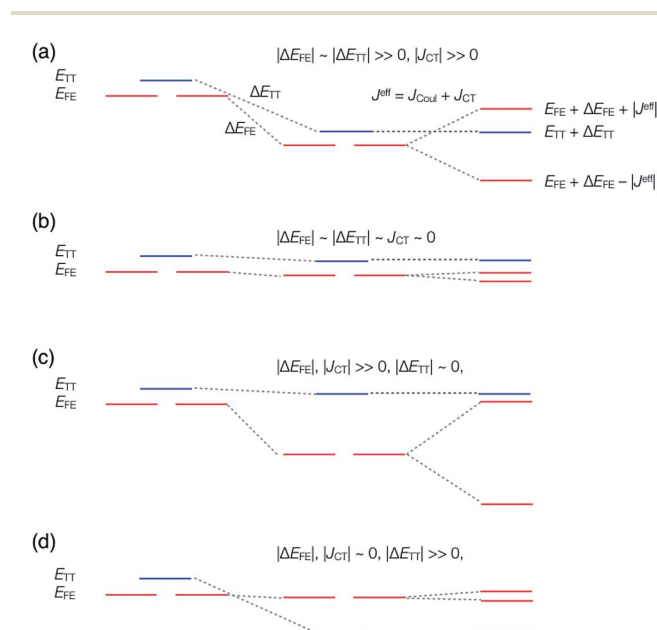 (a)
|ΔE_FE| ~ |ΔE_TT| >> 0, |J_CT| >> 0
E_TT
E_FE
ΔE_TT
ΔE_FE
J^eff = J_Coul + J_CT
E_FE + ΔE_FE + |J^eff|
E_TT + ΔE_TT
E_FE + ΔE_FE − |J^eff|
(b)
|ΔE_FE| ~ |ΔE_TT| ~ J_CT ~ 0
E_TT
E_FE
(c)
|ΔE_FE|, |J_CT| >> 0, |ΔE_TT| ~ 0,
E_TT
E_FE
(d)
|ΔE_FE|, |J_CT| ~ 0, |ΔE_TT| >> 0,
E_TT
E_FE